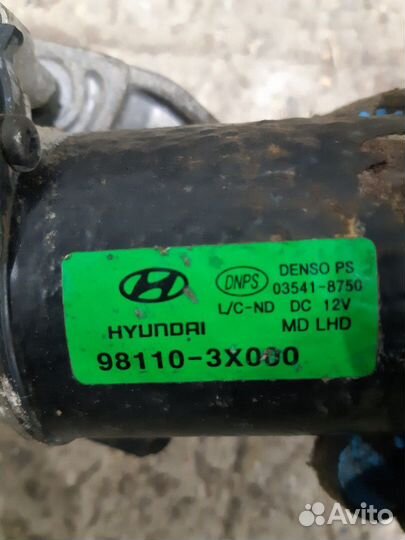 DNPS
DENSO PS
03541-8750
L/C-ND DC 12V
HYUNDAI
MD LHD
98110-3X000
Avito